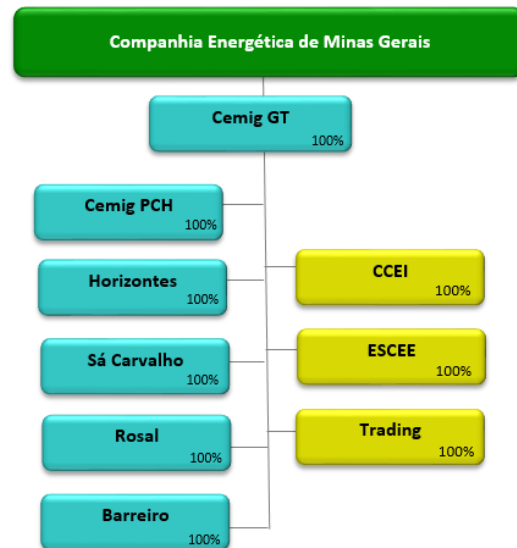 Companhia Energética de Minas Gerais
Cemig GT
100%
Cemig PCH
100%
Horizontes
100%
Sá Carvalho
100%
Rosal
100%
Barreiro
100%
CCEI
100%
ESCEE
100%
Trading
100%